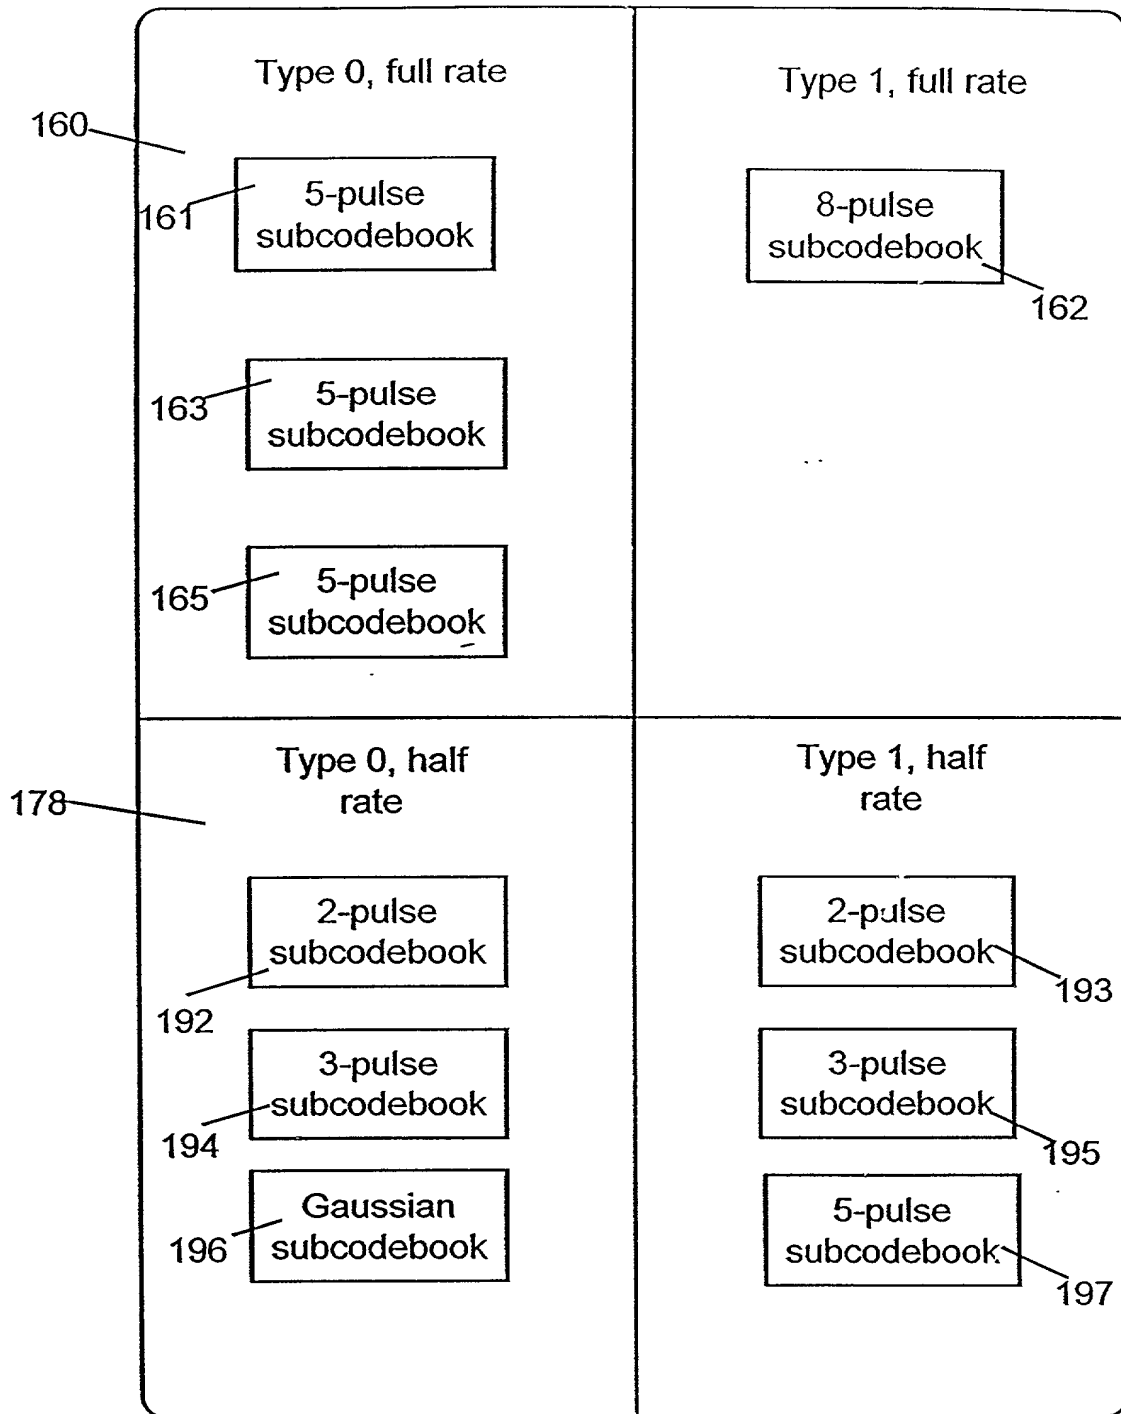 Type 0, full rate
160
5-pulse
subcodebook
161
5-pulse
subcodebook
163
5-pulse
subcodebook
165
Type 1, full rate
8-pulse
subcodebook
162
Type 0, half
rate
178
2-pulse
subcodebook
192
3-pulse
subcodebook
194
Gaussian
subcodebook
196
Type 1, half
rate
2-pulse
subcodebook
193
3-pulse
subcodebook
195
5-pulse
subcodebook
197